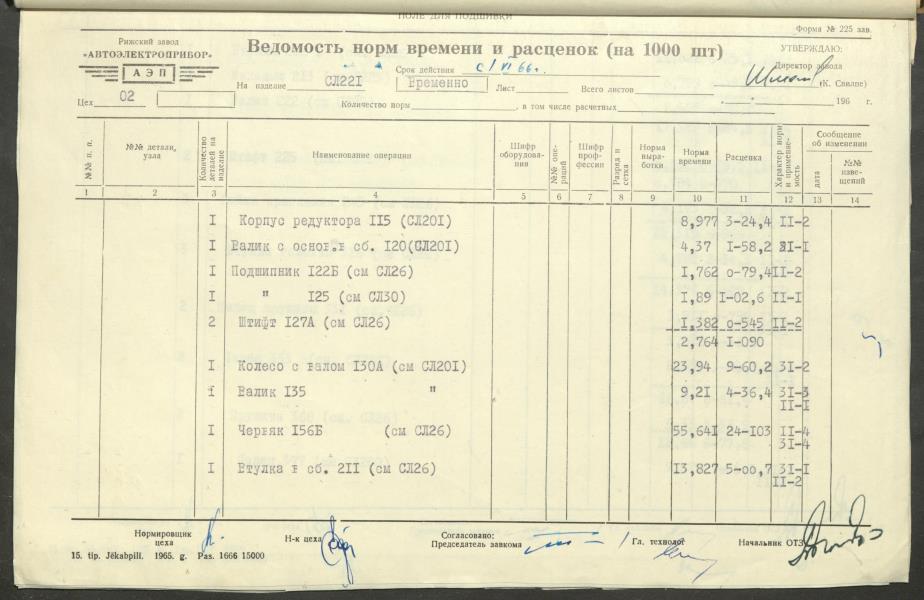 ПОЛЕ ДЛЯ ПОДШИВКИ
Форма № 225 зав.
Рижский завод
"АВТОЭЛЕКТРОПРИБОР"
АЭП
Ведомость норм времени и расценок (на 1000 шт)
УТВЕРЖДАЮ:
Директор завода
(К. Свилпе)
На изделие СЛ22I
Срок действия с I VI 66 г.
Временно
Лист
Всего листов
196 г.
Цех 02
Количество норм , в том числе расчетных
№№ п. п. №№ детали, узла Количество деталей на изделие Наименование операции Шифр оборудования №№ операций Шифр профессии Разряд и сетка Норма выработки Норма времени Расценка Характер норм и применяемость Сообщение об изменении дата №№ извещений
1 2 3 4 5 6 7 8 9 10 11 12 13 14
I Корпус редуктора II5 (СЛ20I) 8,977 3-24,4 II-2
I Валик с основ.в сб. I20(СЛ20I) 4,37 I-58,2 3I-I
I Подшипник I22Б (см СЛ26) I,762 0-79,4 II-2
I " I25 (см СЛ30) I,89 I-02,6 II-I
2 Штифт I27А (см СЛ26) I,382 0-545 II-2
2,764 I-090
I Колесо с валом I30А (см СЛ20I) 23,94 9-60,2 3I-2
I Валик I35 " 9,2I 4-36,4 3I-3
II-I
I Червяк I56Б (см СЛ26) 55,64I 24-I03 II-4
3I-4
I Втулка в сб. 2II (см СЛ26) I3,827 5-00,7 3I-I
II-2
Нормировщик цеха
Н-к цеха
Согласовано:
Председатель завкома
Гл. технолог
Начальник ОТЗ
15. tip. Jēkabpilī. 1965. g. Pas. 1666 15000